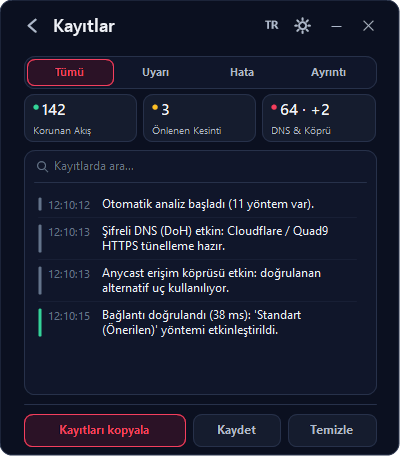 Kayıtlar
TR
Tümü Uyarı Hata Ayrıntı
142 3 64 · +2
Korunan Akış Önlenen Kesinti DNS & Köprü
Kayıtlarda ara...
12:10:12 Otomatik analiz başladı (11 yöntem var).
12:10:13 Şifreli DNS (DoH) etkin: Cloudflare / Quad9
HTTPS tünelleme hazır.
12:10:13 Anycast erişim köprüsü etkin: doğrulanan
alternatif uç kullanılıyor.
12:10:15 Bağlantı doğrulandı (38 ms): 'Standart
(Önerilen)' yöntemi etkinleştirildi.
Kayıtları kopyala Kaydet Temizle